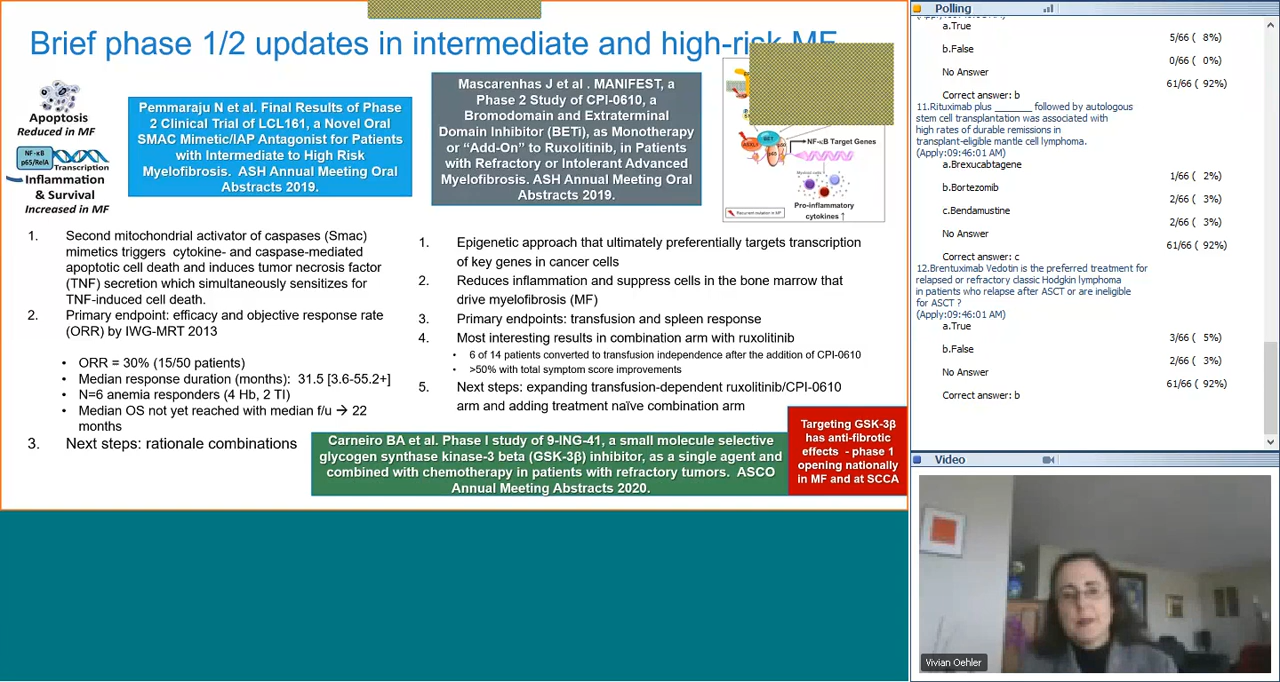 Brief phase 1/2 updates in intermediate and high-risk MF
Apoptosis
Reduced in MF
NF-κB
p65/RelA
Transcription
Inflammation
& Survival
Increased in MF
Pemmaraju N et al. Final Results of Phase
2 Clinical Trial of LCL161, a Novel Oral
SMAC Mimetic/IAP Antagonist for Patients
with Intermediate to High Risk
Myelofibrosis. ASH Annual Meeting Oral
Abstracts 2019.
Mascarenhas J et al . MANIFEST, a
Phase 2 Study of CPI-0610, a
Bromodomain and Extraterminal
Domain Inhibitor (BETi), as Monotherapy
or “Add-On” to Ruxolitinib, in Patients
with Refractory or Intolerant Advanced
Myelofibrosis. ASH Annual Meeting Oral
Abstracts 2019.
ASXL1
BET
p50
p65
NF-κB Target Genes
Myeloid cells
Pro-inflammatory
cytokines ↑
Recurrent mutation in MF
1. Second mitochondrial activator of caspases (Smac)
mimetics triggers cytokine- and caspase-mediated
apoptotic cell death and induces tumor necrosis factor
(TNF) secretion which simultaneously sensitizes for
TNF-induced cell death.
2. Primary endpoint: efficacy and objective response rate
(ORR) by IWG-MRT 2013
• ORR = 30% (15/50 patients)
• Median response duration (months): 31.5 [3.6-55.2+]
• N=6 anemia responders (4 Hb, 2 TI)
• Median OS not yet reached with median f/u → 22
months
3. Next steps: rationale combinations
1. Epigenetic approach that ultimately preferentially targets transcription
of key genes in cancer cells
2. Reduces inflammation and suppress cells in the bone marrow that
drive myelofibrosis (MF)
3. Primary endpoints: transfusion and spleen response
4. Most interesting results in combination arm with ruxolitinib
• 6 of 14 patients converted to transfusion independence after the addition of CPI-0610
• >50% with total symptom score improvements
5. Next steps: expanding transfusion-dependent ruxolitinib/CPI-0610
arm and adding treatment naïve combination arm
Carneiro BA et al. Phase I study of 9-ING-41, a small molecule selective
glycogen synthase kinase-3 beta (GSK-3β) inhibitor, as a single agent and
combined with chemotherapy in patients with refractory tumors. ASCO
Annual Meeting Abstracts 2020.
Targeting GSK-3β
has anti-fibrotic
effects - phase 1
opening nationally
in MF and at SCCA
Polling
a.True
5/66 ( 8%)
b.False
0/66 ( 0%)
No Answer
61/66 ( 92%)
Correct answer: b
11.Rituximab plus _______ followed by autologous
stem cell transplantation was associated with
high rates of durable remissions in
transplant-eligible mantle cell lymphoma.
(Apply:09:46:01 AM)
a.Brexucabtagene
1/66 ( 2%)
b.Bortezomib
2/66 ( 3%)
c.Bendamustine
2/66 ( 3%)
No Answer
61/66 ( 92%)
Correct answer: c
12.Brentuximab Vedotin is the preferred treatment for
relapsed or refractory classic Hodgkin lymphoma
in patients who relapse after ASCT or are ineligible
for ASCT ?
(Apply:09:46:01 AM)
a.True
3/66 ( 5%)
b.False
2/66 ( 3%)
No Answer
61/66 ( 92%)
Correct answer: b
Video
Vivian Oehler